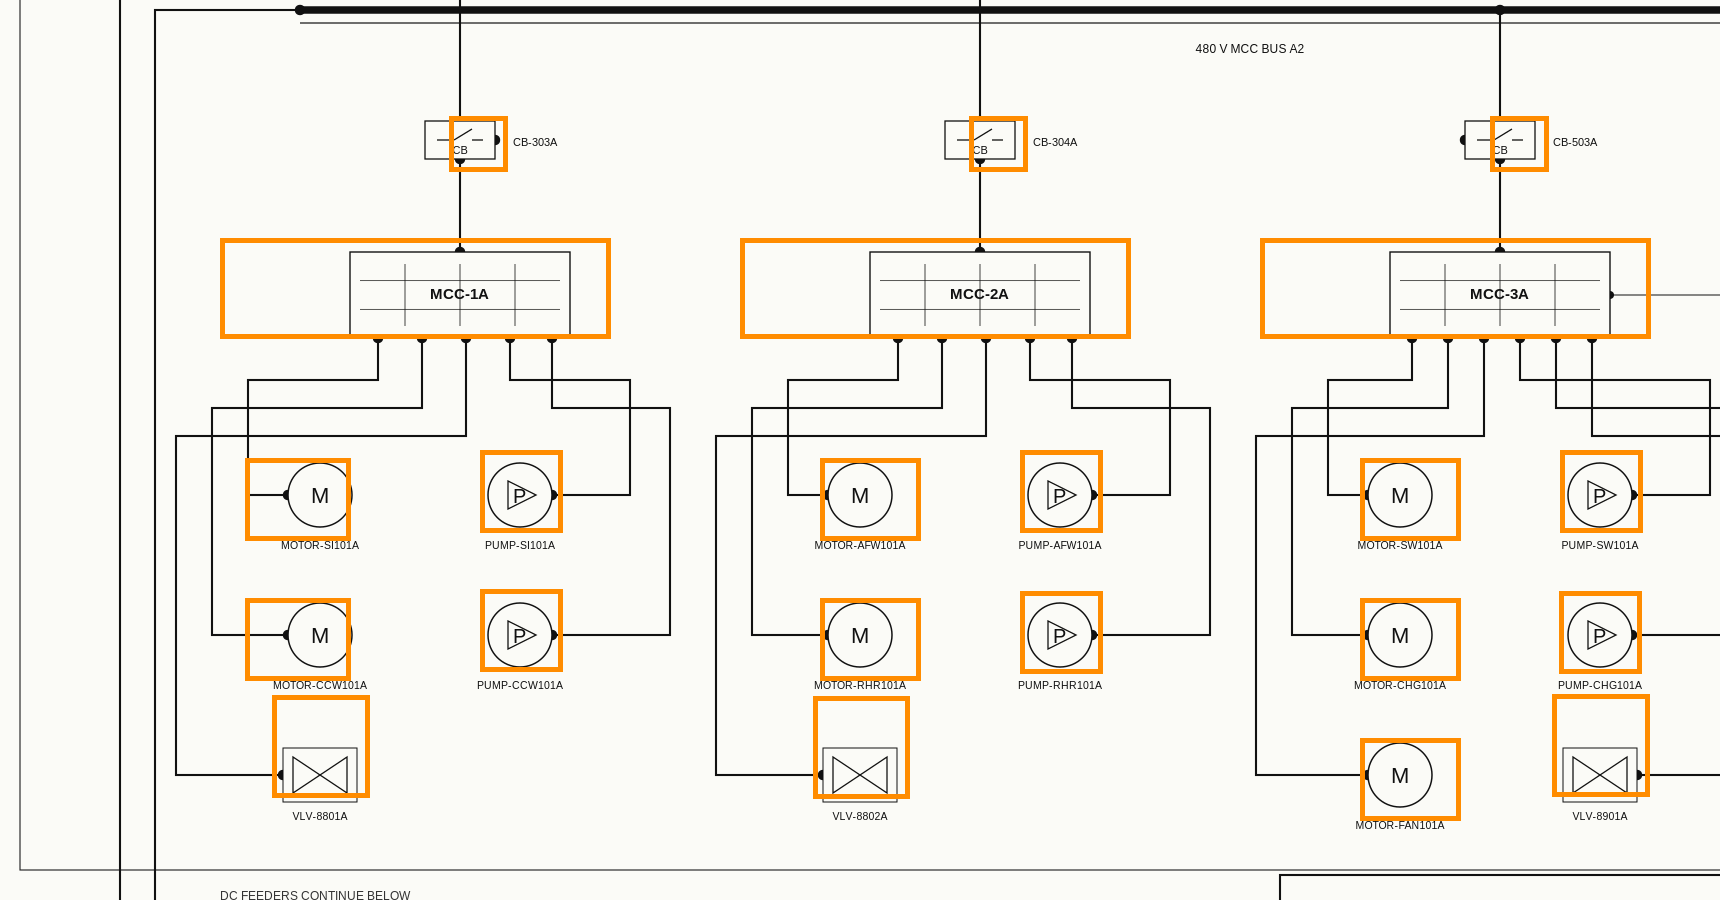 480 V MCC BUS A2
CB
CB-303A
CB
CB-304A
CB
CB-503A
MCC-1A
MCC-2A
MCC-3A
M
P
M
P
M
P
MOTOR-SI101A
PUMP-SI101A
MOTOR-AFW101A
PUMP-AFW101A
MOTOR-SW101A
PUMP-SW101A
M
P
M
P
M
P
MOTOR-CCW101A
PUMP-CCW101A
MOTOR-RHR101A
PUMP-RHR101A
MOTOR-CHG101A
PUMP-CHG101A
M
VLV-8801A
VLV-8802A
MOTOR-FAN101A
VLV-8901A
DC FEEDERS CONTINUE BELOW